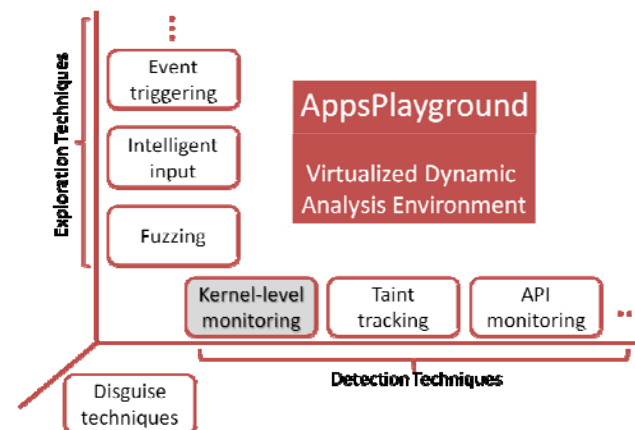 Exploration Techniques
Event
triggering
Intelligent
input
Fuzzing
AppsPlayground
Virtualized Dynamic
Analysis Environment
Kernel-level
monitoring
Taint
tracking
API
monitoring
Detection Techniques
Disguise
techniques